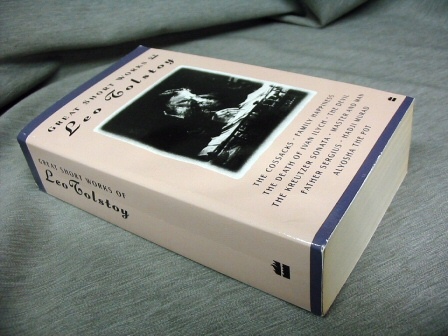 GREAT SHORT WORKS OF
Leo Tolstoy
THE COSSACKS · FAMILY HAPPINESS
THE DEATH OF IVAN ILYCH · THE DEVIL
THE KREUTZER SONATA · MASTER AND MAN
FATHER SERGIUS · HADJI MURAD
ALYOSHA THE POT
GREAT SHORT WORKS OF
Leo Tolstoy